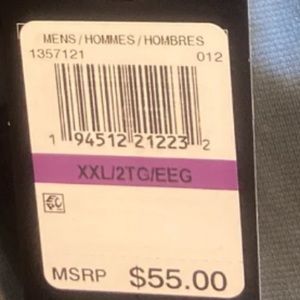 MENS/HOMMES/HOMBRES
1357121 012
1 94512 21223 2
XXL/2TG/EEG
MSRP $55.00